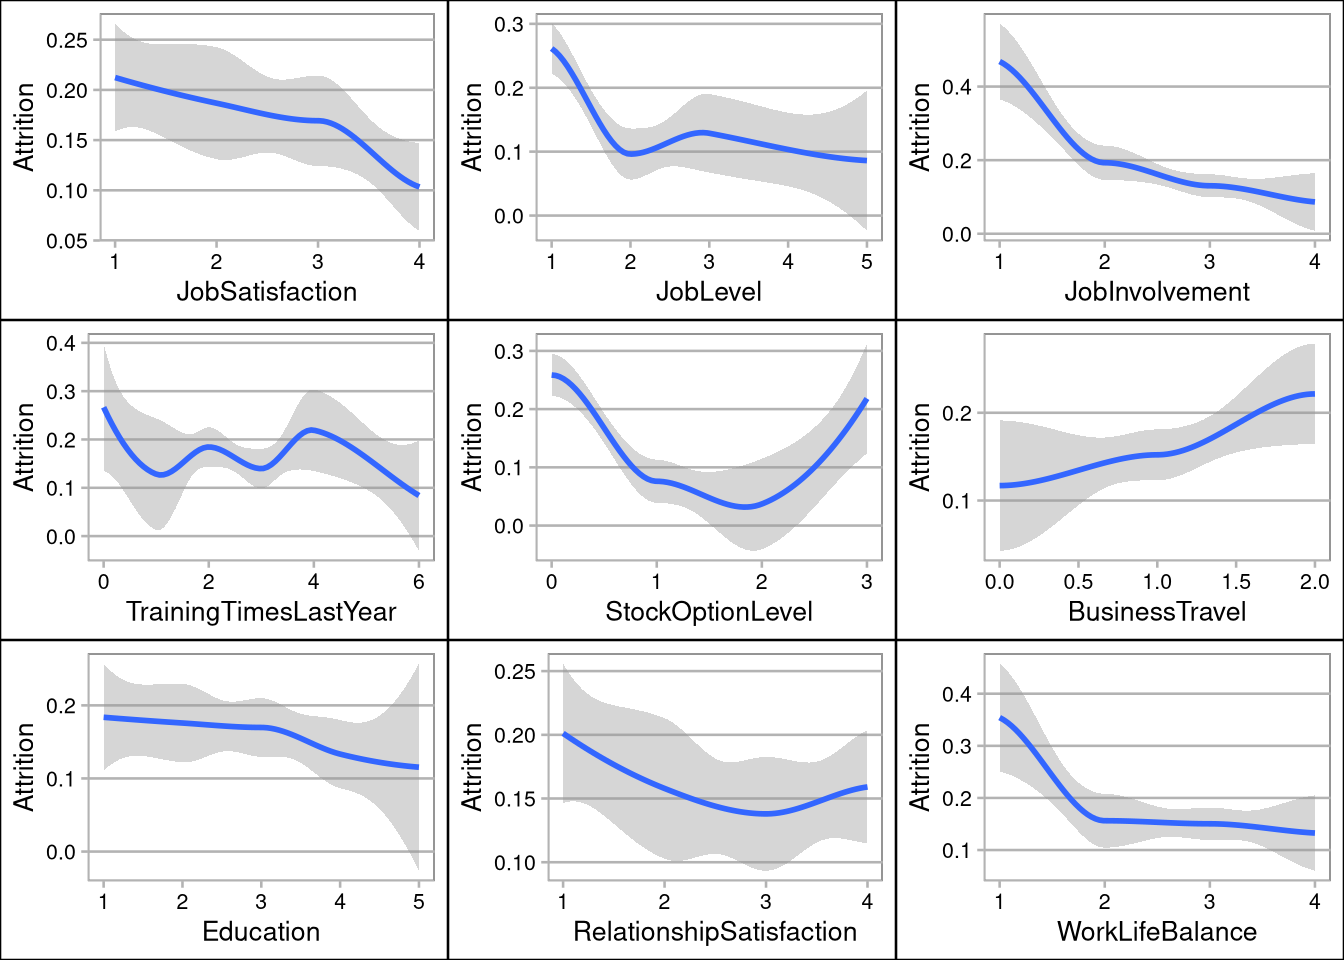 Attrition
0.25
0.20
0.15
0.10
0.05
1 2 3 4
JobSatisfaction
Attrition
0.3
0.2
0.1
0.0
1 2 3 4 5
JobLevel
Attrition
0.4
0.2
0.0
1 2 3 4
JobInvolvement
Attrition
0.4
0.3
0.2
0.1
0.0
0 2 4 6
TrainingTimesLastYear
Attrition
0.3
0.2
0.1
0.0
0 1 2 3
StockOptionLevel
Attrition
0.2
0.1
0.0 0.5 1.0 1.5 2.0
BusinessTravel
Attrition
0.2
0.1
0.0
1 2 3 4 5
Education
Attrition
0.25
0.20
0.15
0.10
1 2 3 4
RelationshipSatisfaction
Attrition
0.4
0.3
0.2
0.1
1 2 3 4
WorkLifeBalance